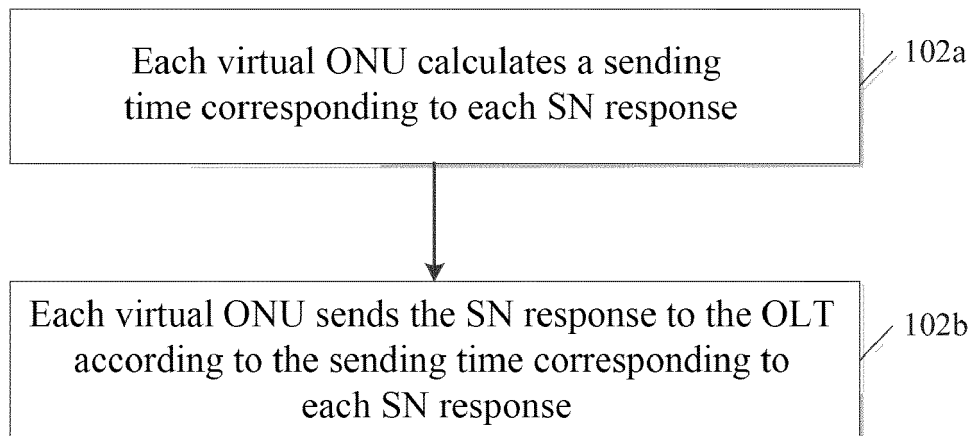 Each virtual ONU calculates a sending
time corresponding to each SN response
102a
Each virtual ONU sends the SN response to the OLT
according to the sending time corresponding to
each SN response
102b